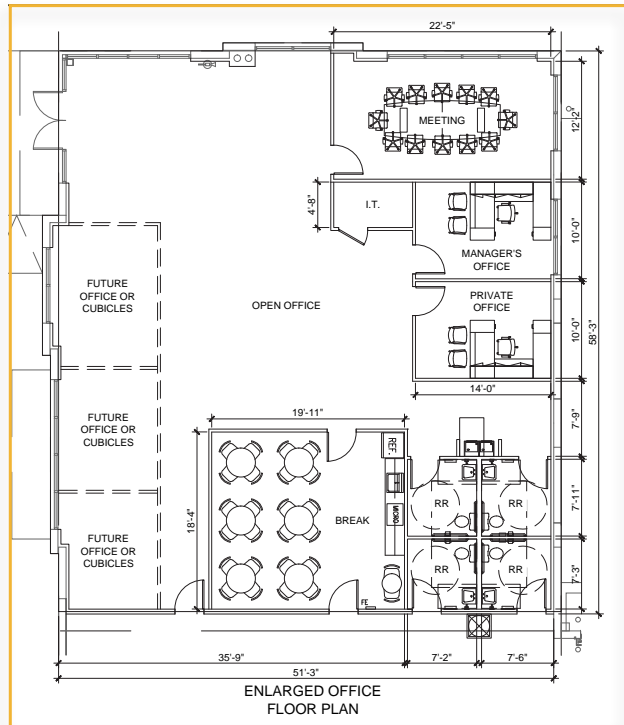 22'-5"
MEETING
12'-2"
4'-8"
I.T.
10'-0"
MANAGER'S
OFFICE
FUTURE
OFFICE OR
CUBICLES
OPEN OFFICE
PRIVATE
OFFICE
10'-0"
58'-3"
14'-0"
FUTURE
OFFICE OR
CUBICLES
19'-11"
7'-9"
REF.
18'-4"
BREAK
MICRO
RR
RR
7'-11"
FUTURE
OFFICE OR
CUBICLES
RR
RR
7'-3"
FE
35'-9"
7'-2"
7'-6"
51'-3"
ENLARGED OFFICE
FLOOR PLAN